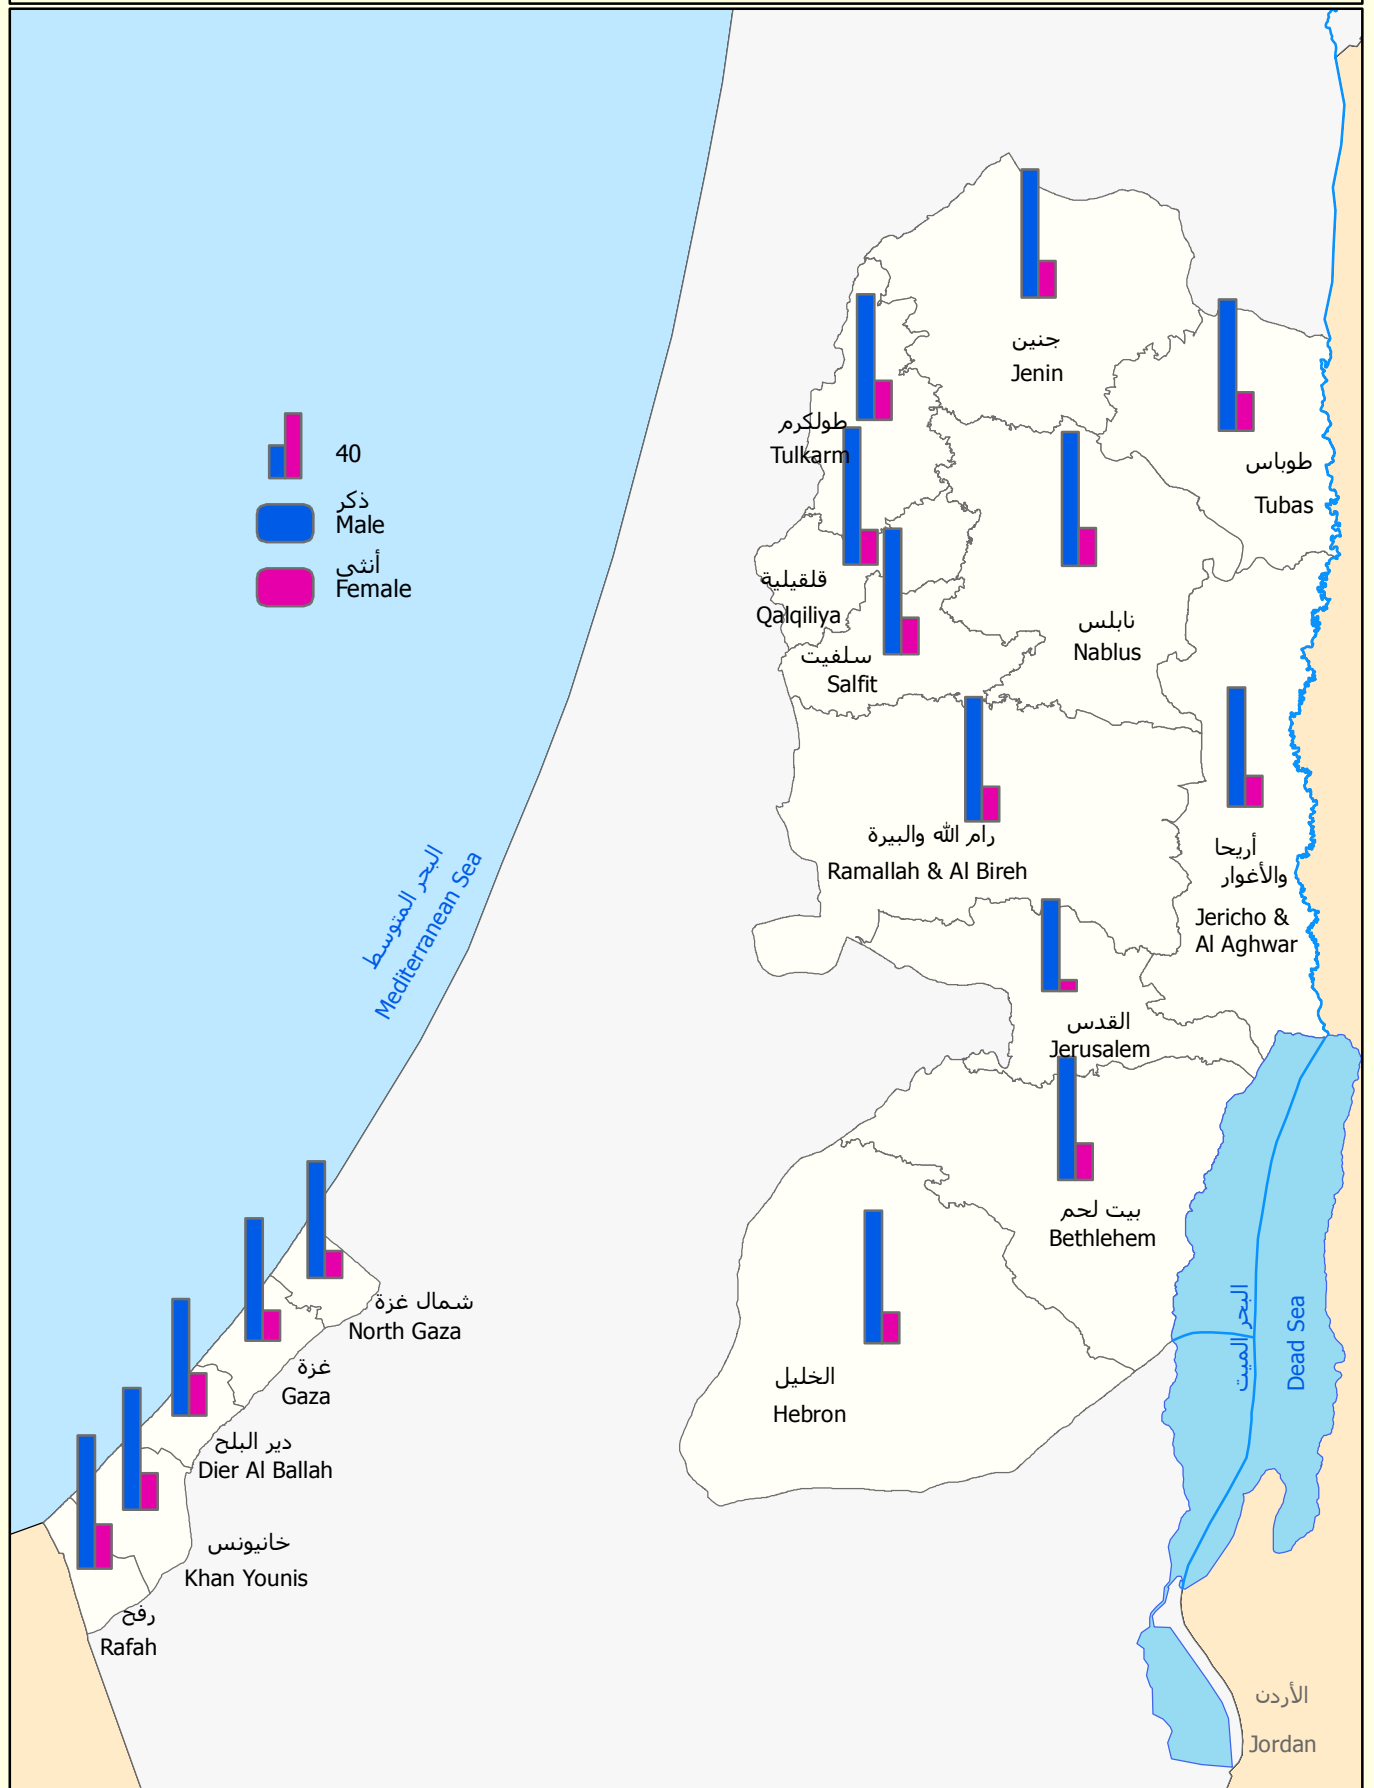 جنين
Jenin
طولكرم
Tulkarm
طوباس
Tubas
40
ذكر
Male
أنثى
Female
قلقيلية
Qalqiliya
نابلس
Nablus
سلفيت
Salfit
رام الله والبيرة
Ramallah & Al Bireh
أريحا
والأغوار
Jericho &
Al Aghwar
البحر المتوسط
Mediterranean Sea
القدس
Jerusalem
بيت لحم
Bethlehem
البحر الميت
Dead Sea
شمال غزة
North Gaza
غزة
Gaza
الخليل
Hebron
دير البلح
Dier Al Ballah
خانيونس
Khan Younis
رفح
Rafah
الأردن
Jordan